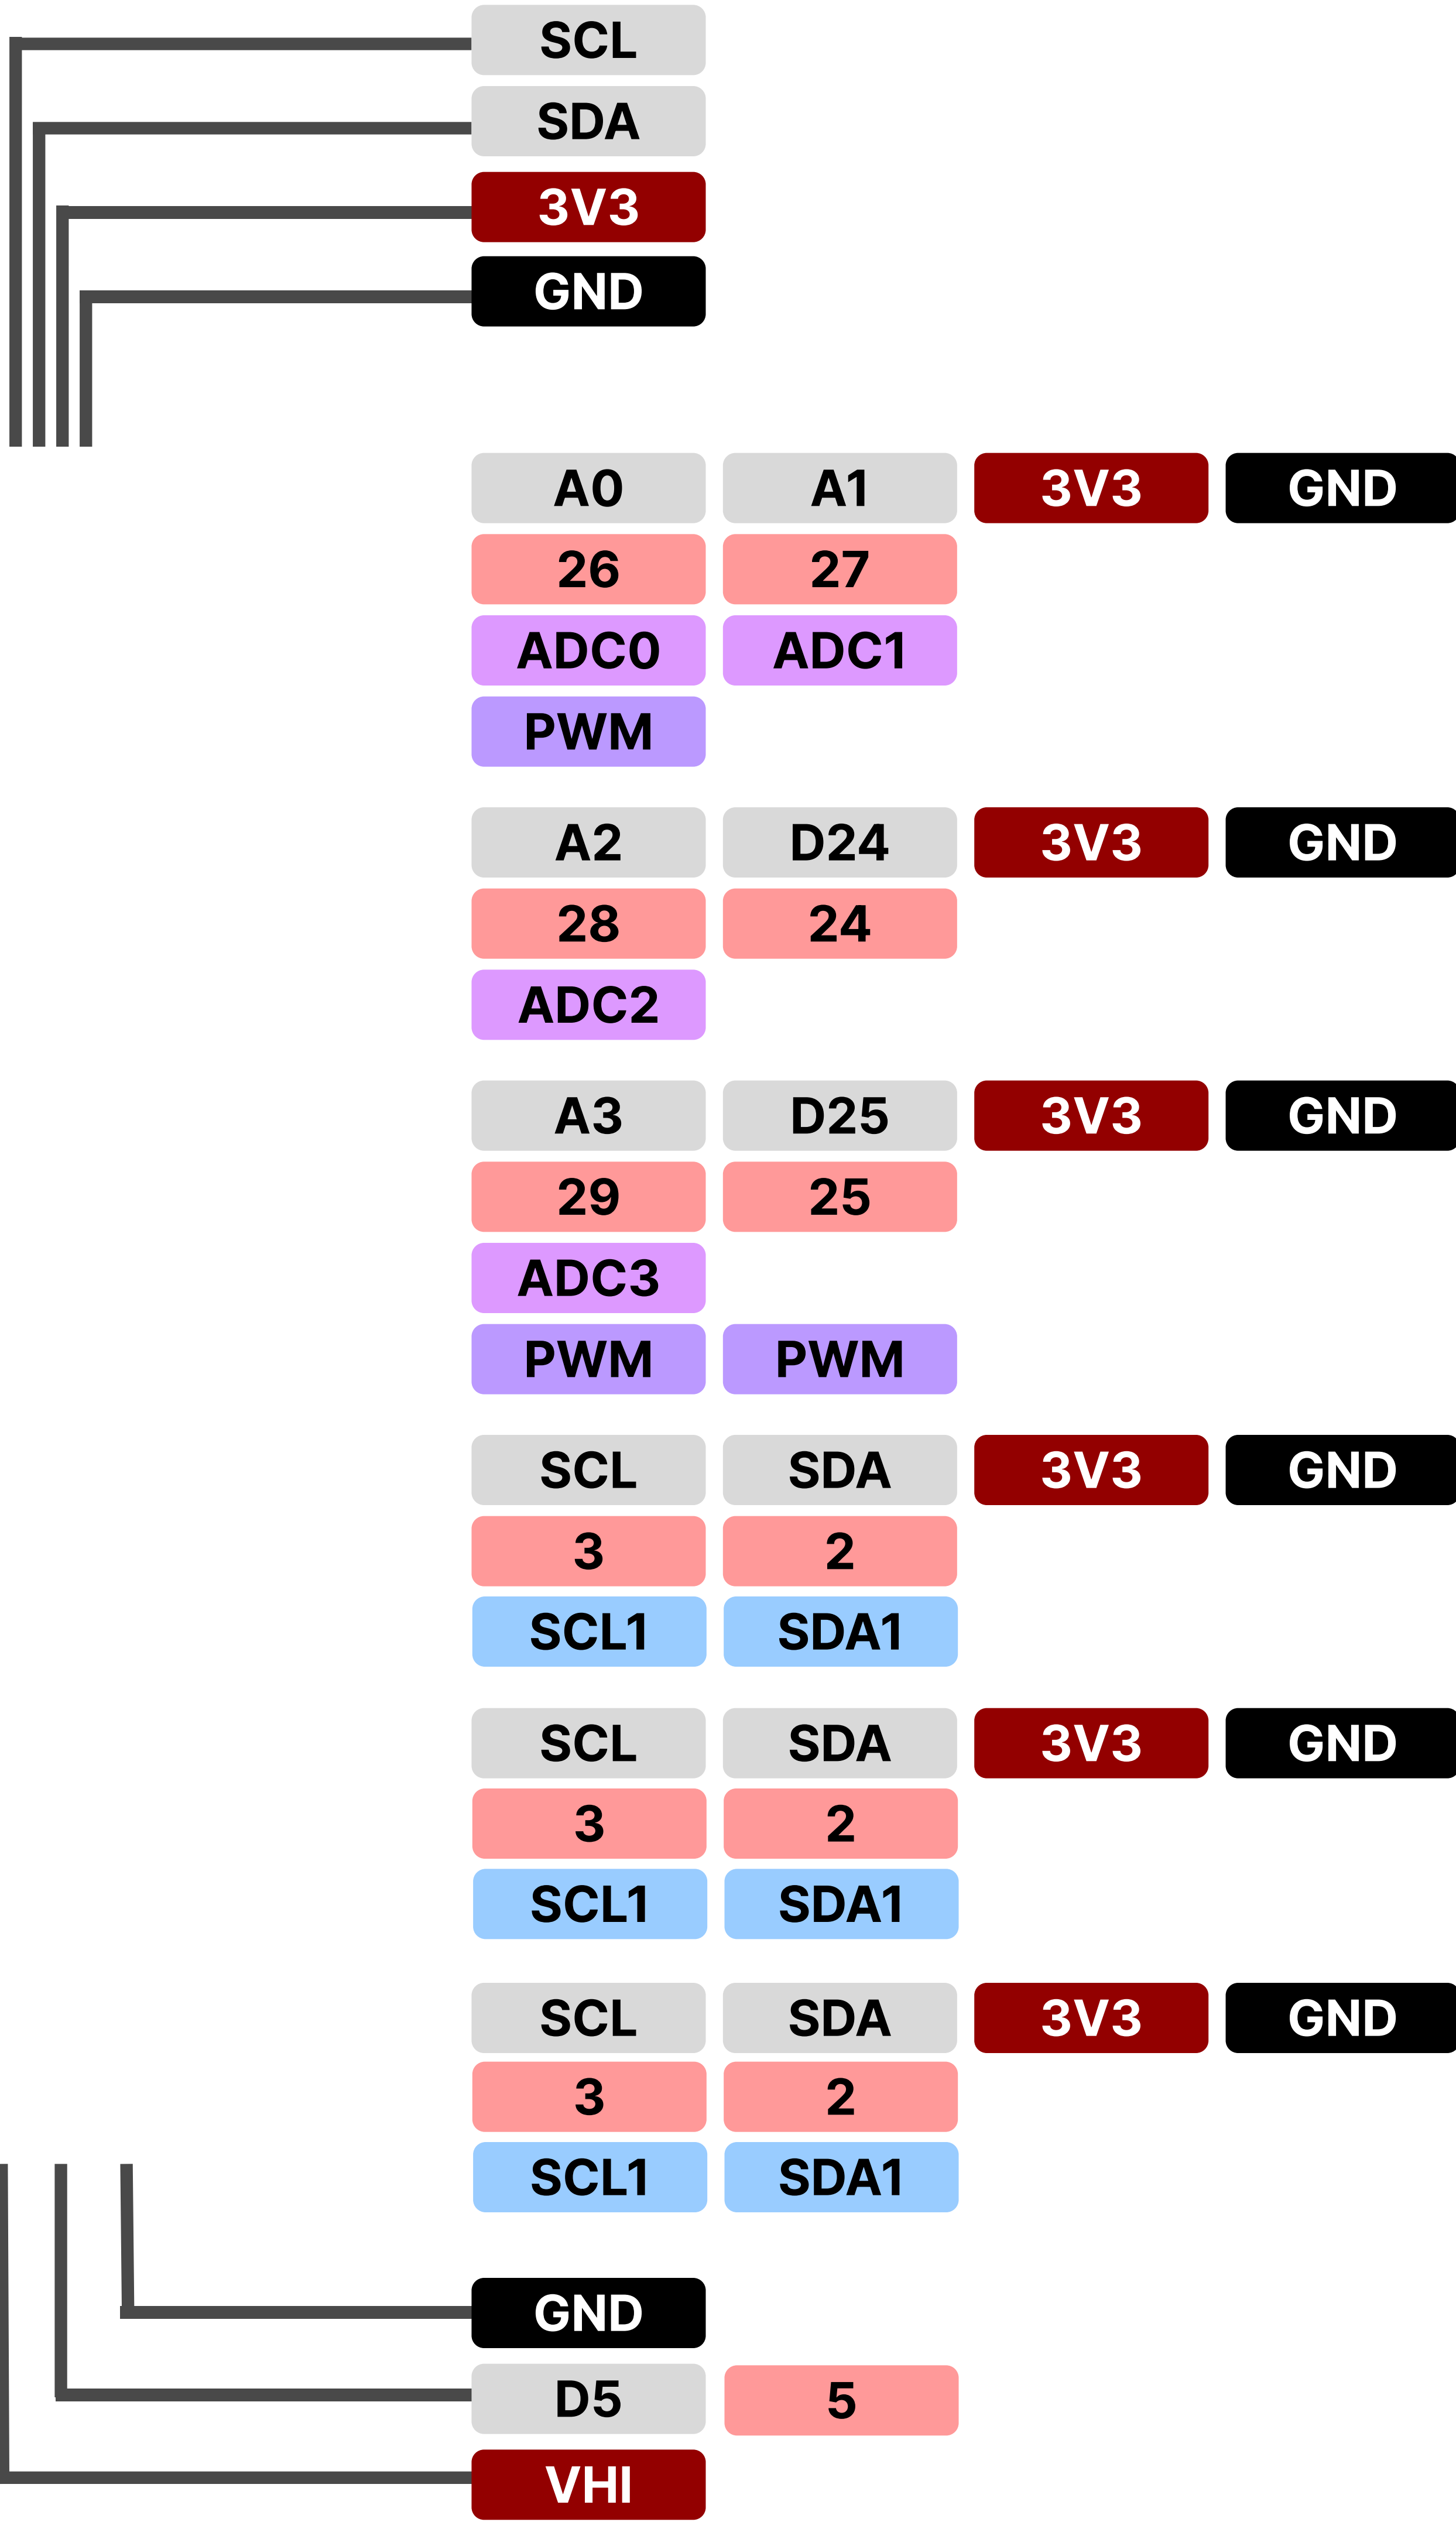 SCL
SDA
3V3
GND
A0 A1 3V3 GND
26 27
ADC0 ADC1
PWM
A2 D24 3V3 GND
28 24
ADC2
A3 D25 3V3 GND
29 25
ADC3
PWM PWM
SCL SDA 3V3 GND
3 2
SCL1 SDA1
SCL SDA 3V3 GND
3 2
SCL1 SDA1
SCL SDA 3V3 GND
3 2
SCL1 SDA1
GND
D5 5
VHI